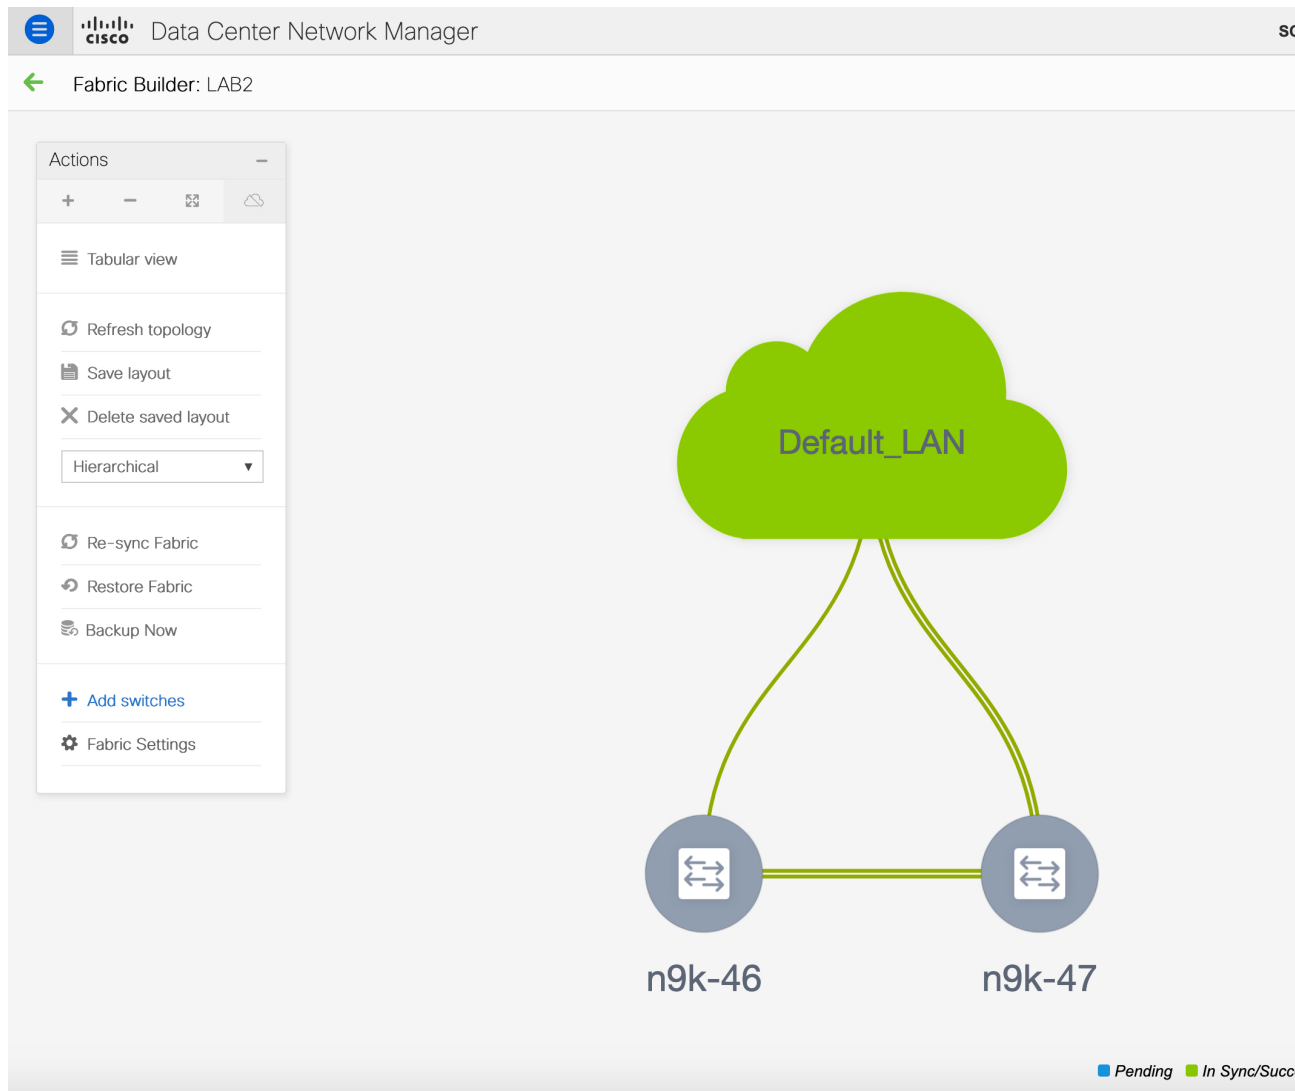 CISCO Data Center Network Manager
Fabric Builder: LAB2
Actions
Tabular view
Refresh topology
Save layout
Delete saved layout
Hierarchical
Re-sync Fabric
Restore Fabric
Backup Now
Add switches
Fabric Settings
Default_LAN
n9k-46 n9k-47
Pending In Sync/Succ